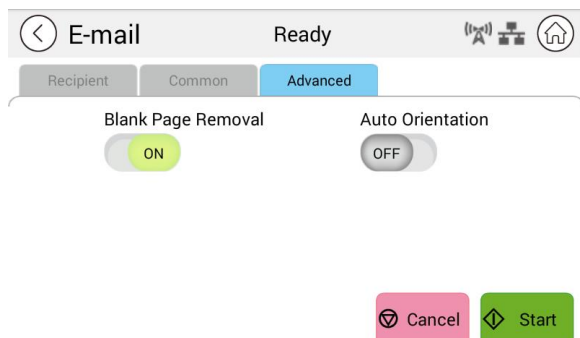 E-mail Ready
Recipient Common Advanced
Blank Page Removal Auto Orientation
ON OFF
Cancel Start